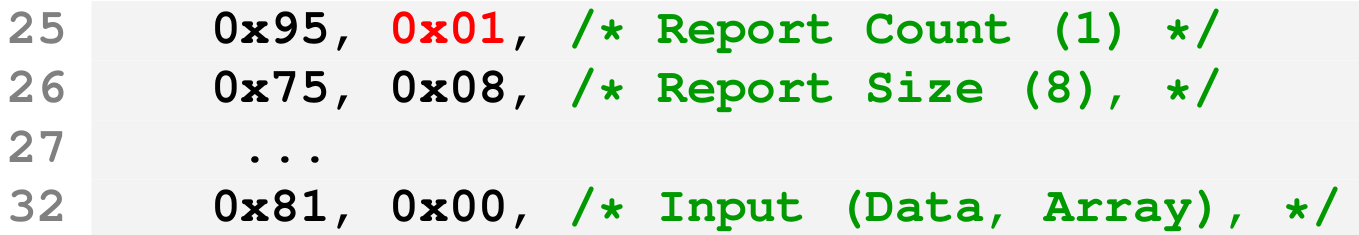 25 0x95, 0x01, /* Report Count (1) */
26 0x75, 0x08, /* Report Size (8), */
27 ...
32 0x81, 0x00, /* Input (Data, Array), */